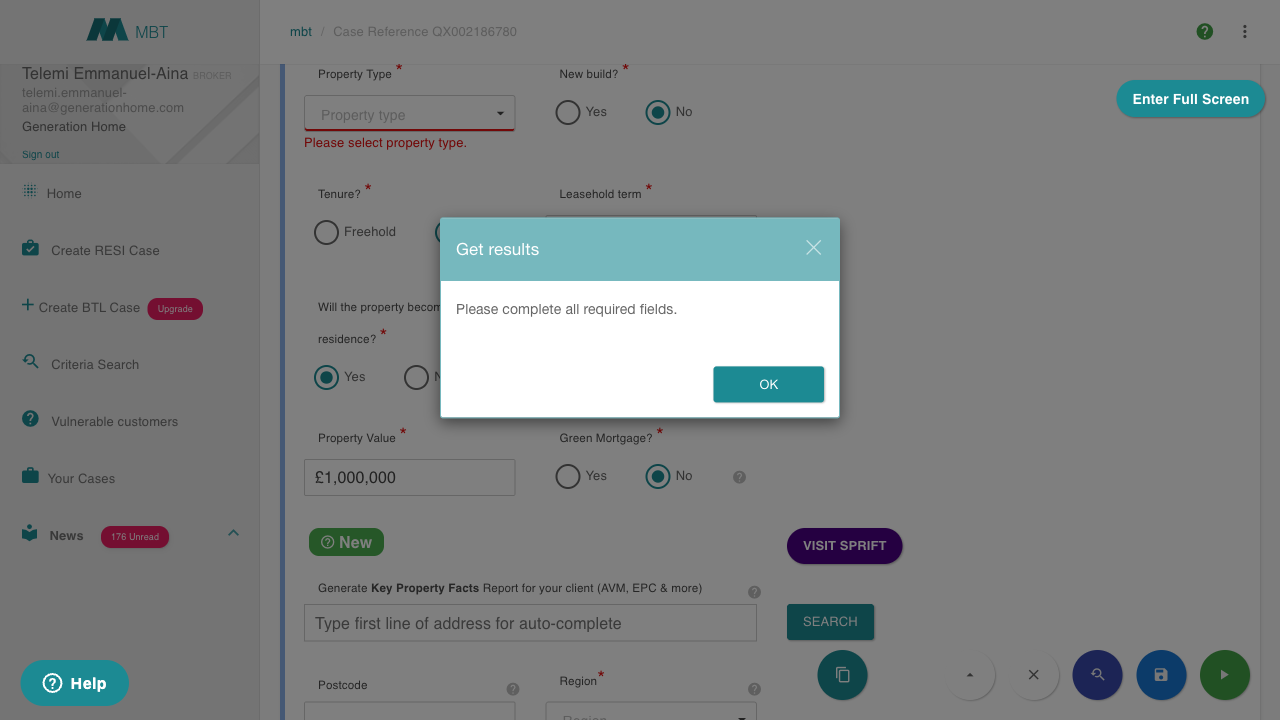 MBT
mbt / Case Reference QX002186780
Telemi Emmanuel-Aina BROKER
telemi.emmanuel-
aina@generationhome.com
Generation Home
Sign out
Home
Create RESI Case
Create BTL Case Upgrade
Criteria Search
Vulnerable customers
Your Cases
News 176 Unread
Help
Enter Full Screen
Property Type * New build? *
Property type Yes No
Please select property type.
Tenure? * Leasehold term *
Freehold
Will the property becom
residence? *
Yes
Get results
Please complete all required fields.
OK
Property Value * Green Mortgage? *
£1,000,000 Yes No
New
VISIT SPRIFT
Generate Key Property Facts Report for your client (AVM, EPC & more)
Type first line of address for auto-complete SEARCH
Postcode Region*
Region